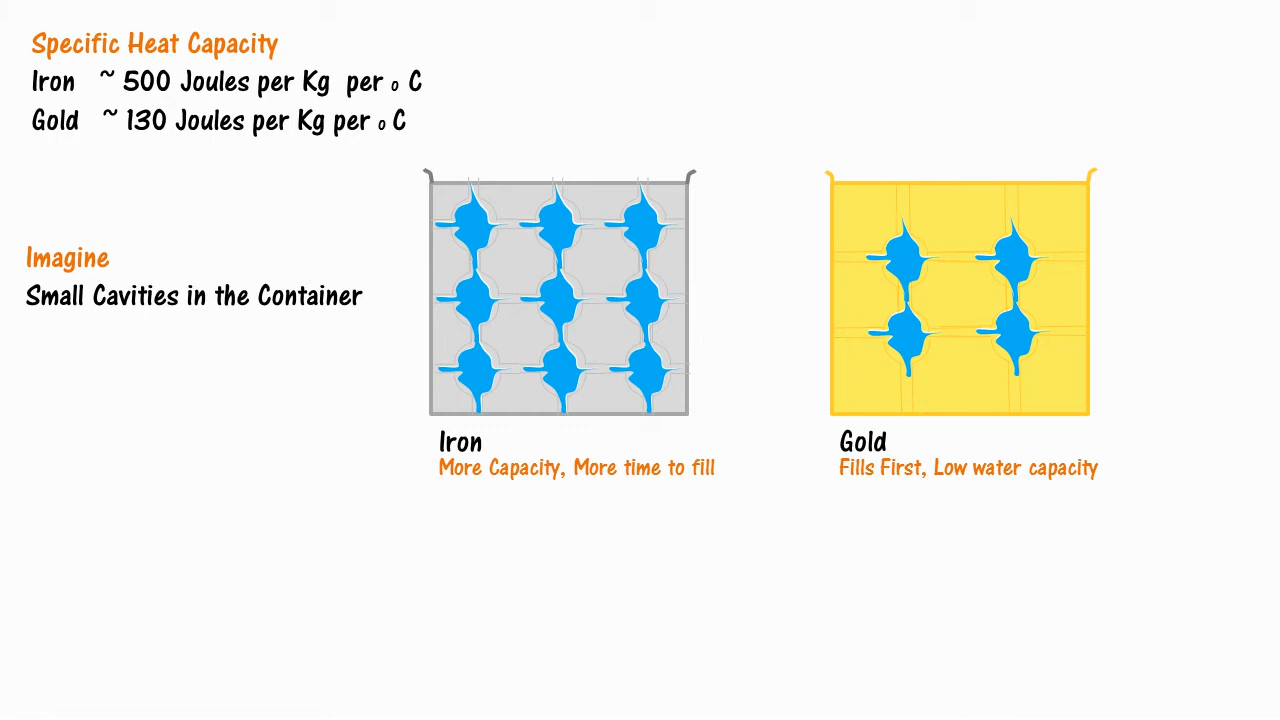 Specific Heat Capacity
Iron ~ 500 Joules per Kg per o C
Gold ~ 130 Joules per Kg per o C
Imagine
Small Cavities in the Container
Iron
More Capacity, More time to fill
Gold
Fills First, Low water capacity